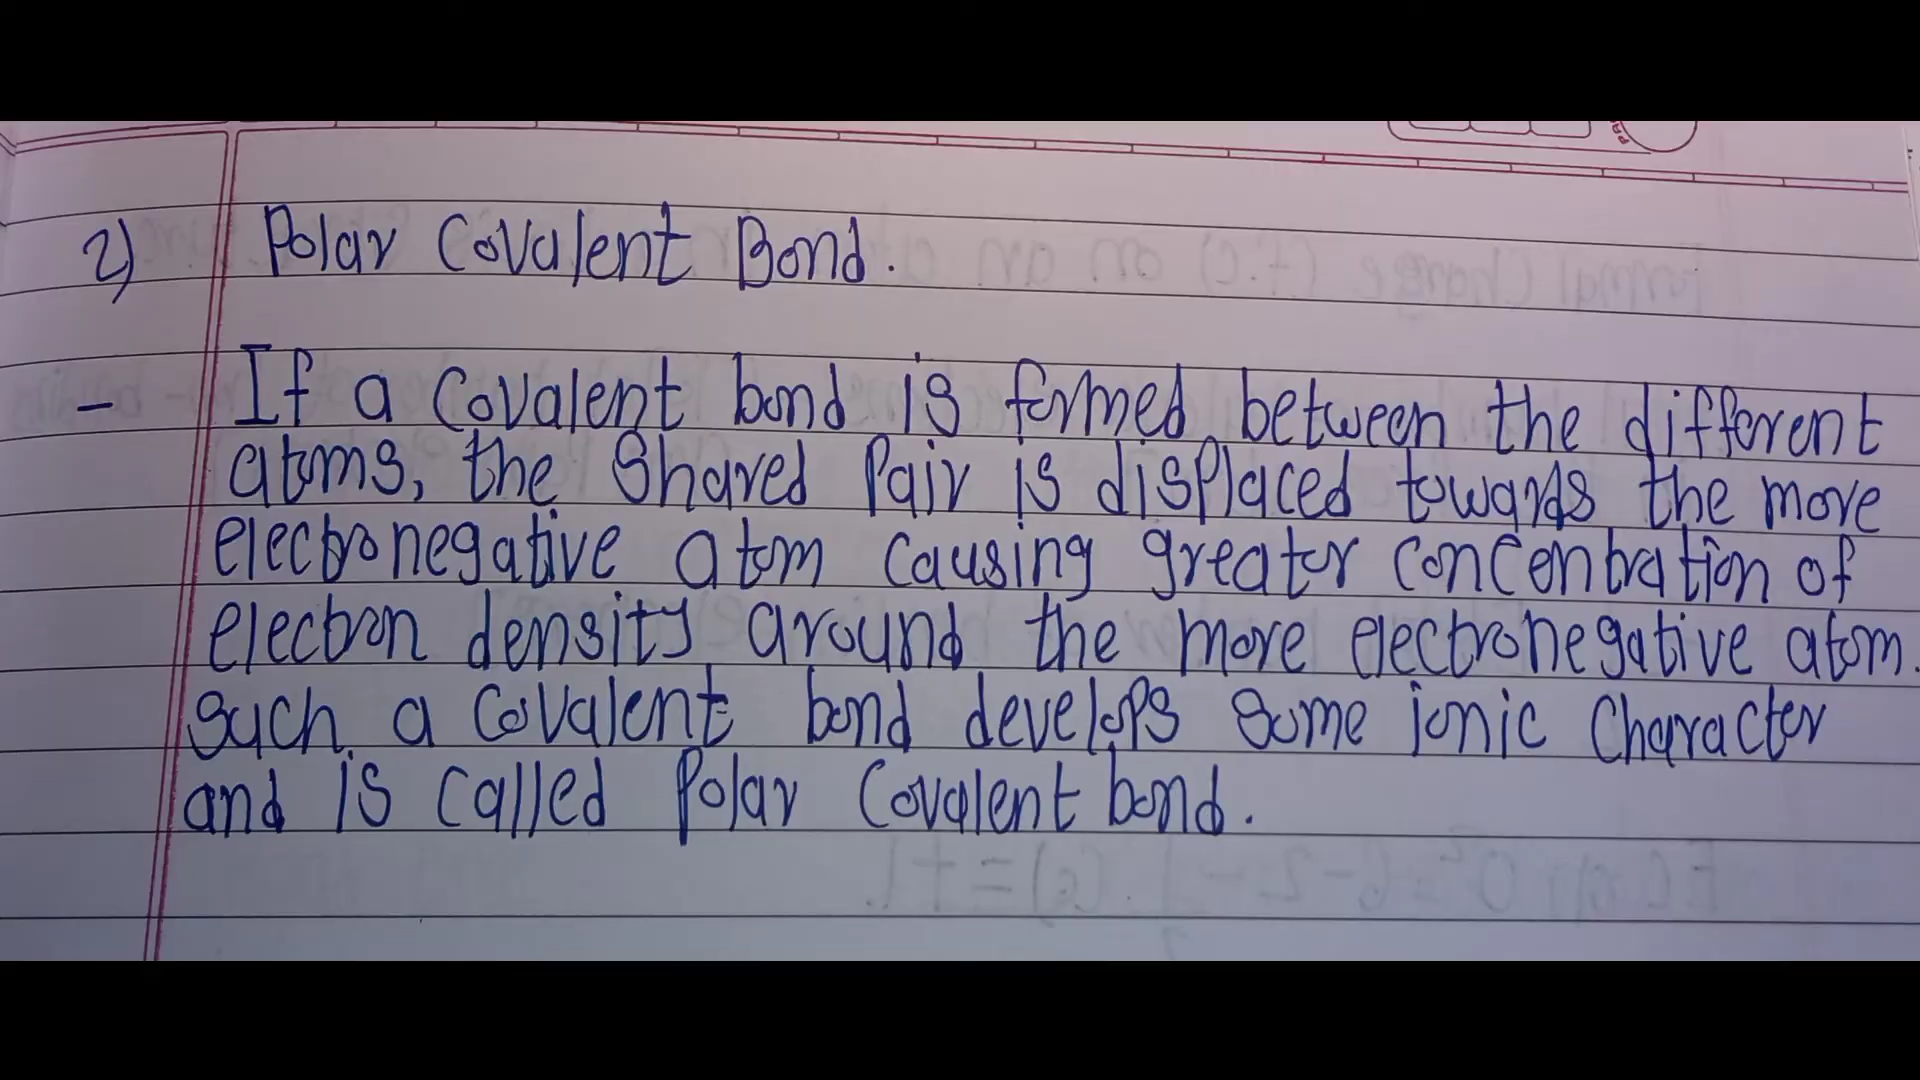 2) Polar Covalent Bond.
- If a covalent bond is formed between the different
atoms, the shared pair is displaced towards the more
electronegative atom causing greater concentration of
electron density around the more electronegative atom.
such a covalent bond develops some ionic character
and is called Polar Covalent bond.